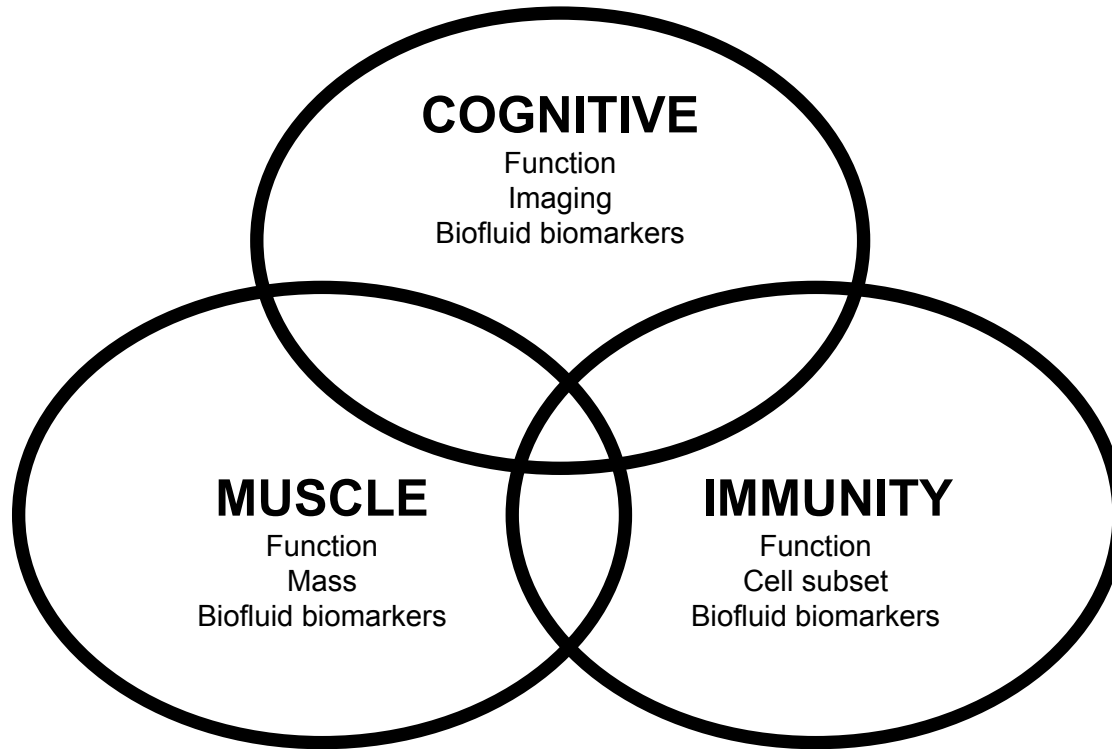 COGNITIVE
Function
Imaging
Biofluid biomarkers
MUSCLE
Function
Mass
Biofluid biomarkers
IMMUNITY
Function
Cell subset
Biofluid biomarkers